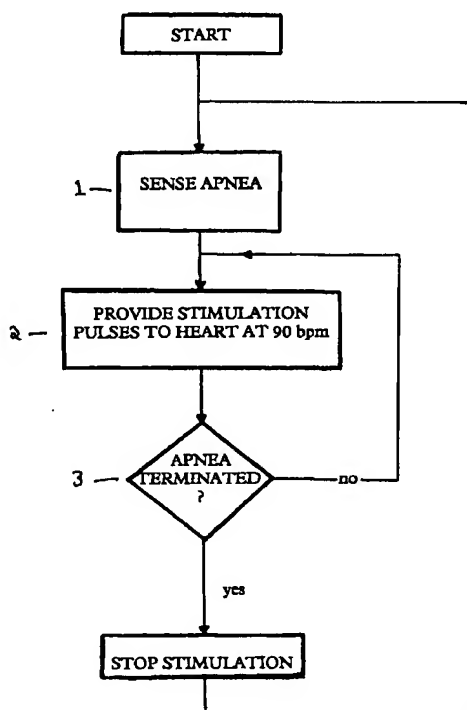 START
1
SENSE APNEA
2
PROVIDE STIMULATION
PULSES TO HEART AT 90 bpm
3
APNEA
TERMINATED
?
no
yes
STOP STIMULATION